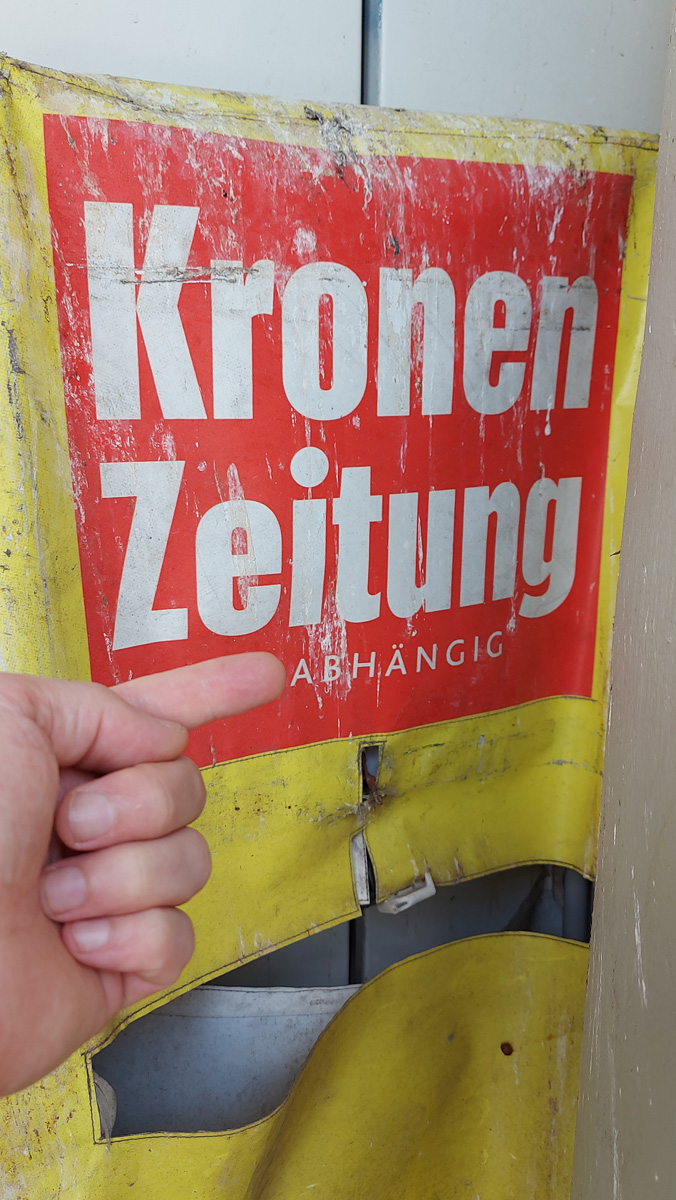 Kronen
Zeitung
ABHÄNGIG